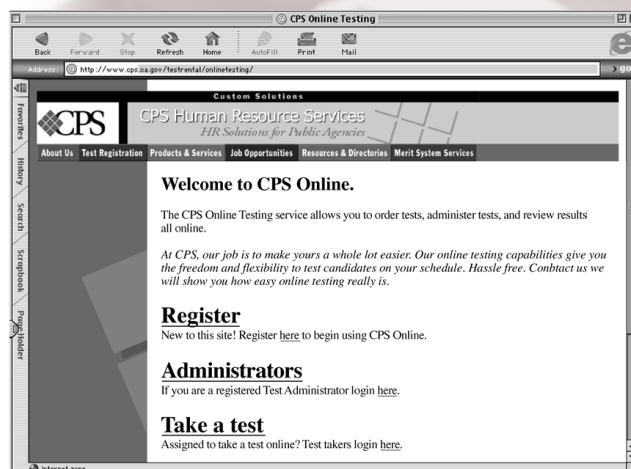 CPS Online Testing
Back Forward Stop Refresh Home AutoFill Print Mail
Address: http://www.cps.ca.gov/testrental/onlinetesting/ go
Favorites
History
Search
Scrapbook
Page Holder
Custom Solutions
CPS
CPS Human Resource Services
HR Solutions for Public Agencies
About Us Test Registration Products & Services Job Opportunities Resources & Directories Merit System Services
Welcome to CPS Online.
The CPS Online Testing service allows you to order tests, administer tests, and review results
all online.
At CPS, our job is to make yours a whole lot easier. Our online testing capabilities give you
the freedom and flexibility to test candidates on your schedule. Hassle free. Conbtact us we
will show you how easy online testing really is.
Register
New to this site! Register here to begin using CPS Online.
Administrators
If you are a registered Test Administrator login here.
Take a test
Assigned to take a test online? Test takers login here.
Internet zone